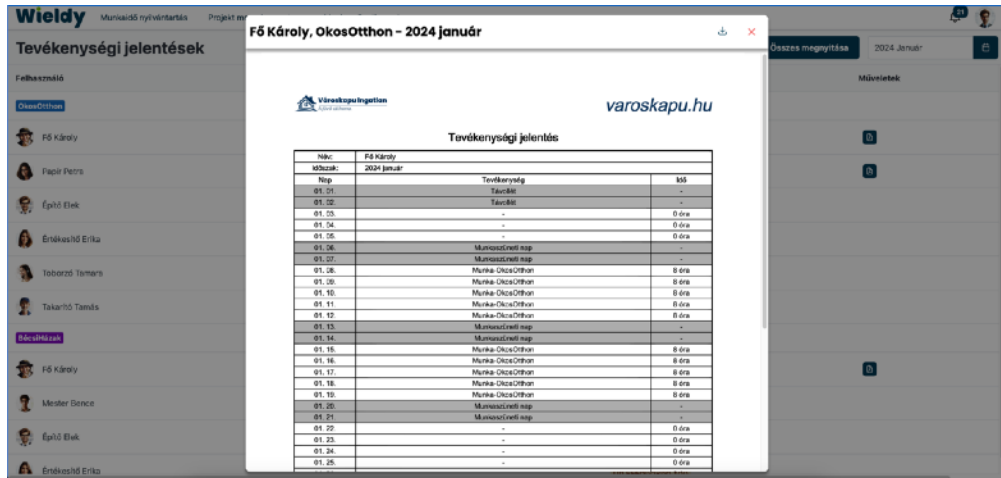 Wieldy Munkaidő nyilvántartás Projekt m
21
Tevékenységi jelentések
Összes megnyitása 2024 Január
Felhasználó Műveletek
OkosOtthon
Fő Károly
Papír Petra
Építő Elek
Értékesítő Erika
Toborzó Tamara
Takarító Tamás
BécsiHázak
Fő Károly
Mester Bence
Építő Elek
Értékesítő Erika
Fő Károly, OkosOtthon - 2024 január
Városkapu Ingatlan
varoskapu.hu
Tevékenységi jelentés
Név: Fő Károly
Időszak: 2024 január
Nap Tevékenység Idő
01. 01. Távollét -
01. 02. Távollét -
01. 03. - 0 óra
01. 04. - 0 óra
01. 05. - 0 óra
01. 06. Munkaszüneti nap -
01. 07. Munkaszüneti nap -
01. 08. Munka-OkosOtthon 8 óra
01. 09. Munka-OkosOtthon 8 óra
01. 10. Munka-OkosOtthon 8 óra
01. 11. Munka-OkosOtthon 8 óra
01. 12. Munka-OkosOtthon 8 óra
01. 13. Munkaszüneti nap -
01. 14. Munkaszüneti nap -
01. 15. Munka-OkosOtthon 8 óra
01. 16. Munka-OkosOtthon 8 óra
01. 17. Munka-OkosOtthon 8 óra
01. 18. Munka-OkosOtthon 8 óra
01. 19. Munka-OkosOtthon 8 óra
01. 20. Munkaszüneti nap -
01. 21. Munkaszüneti nap -
01. 22. - 0 óra
01. 23. - 0 óra
01. 24. - 0 óra
01. 25. - 0 óra